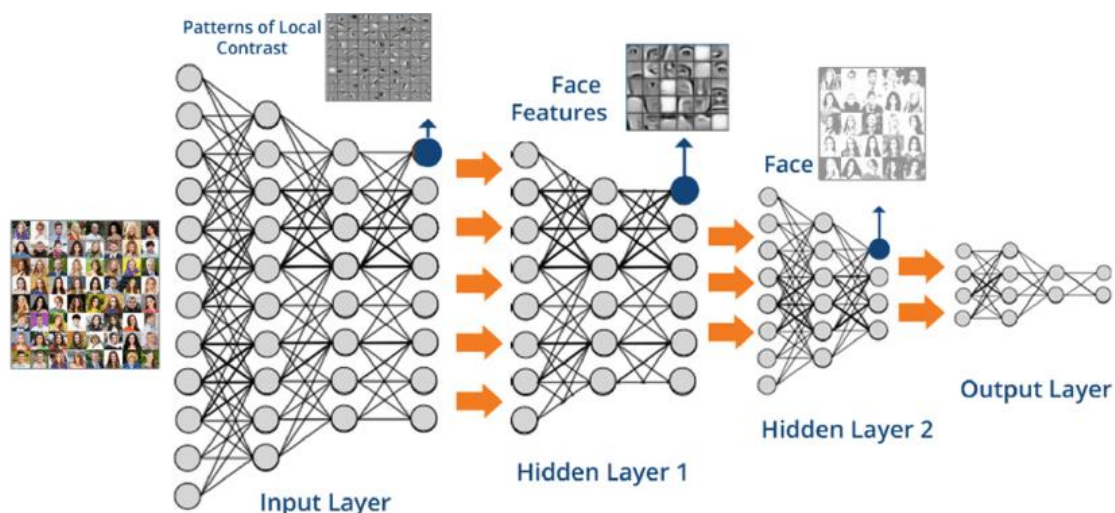 Patterns of Local
Contrast
Face
Features
Face
Input Layer
Hidden Layer 1
Hidden Layer 2
Output Layer